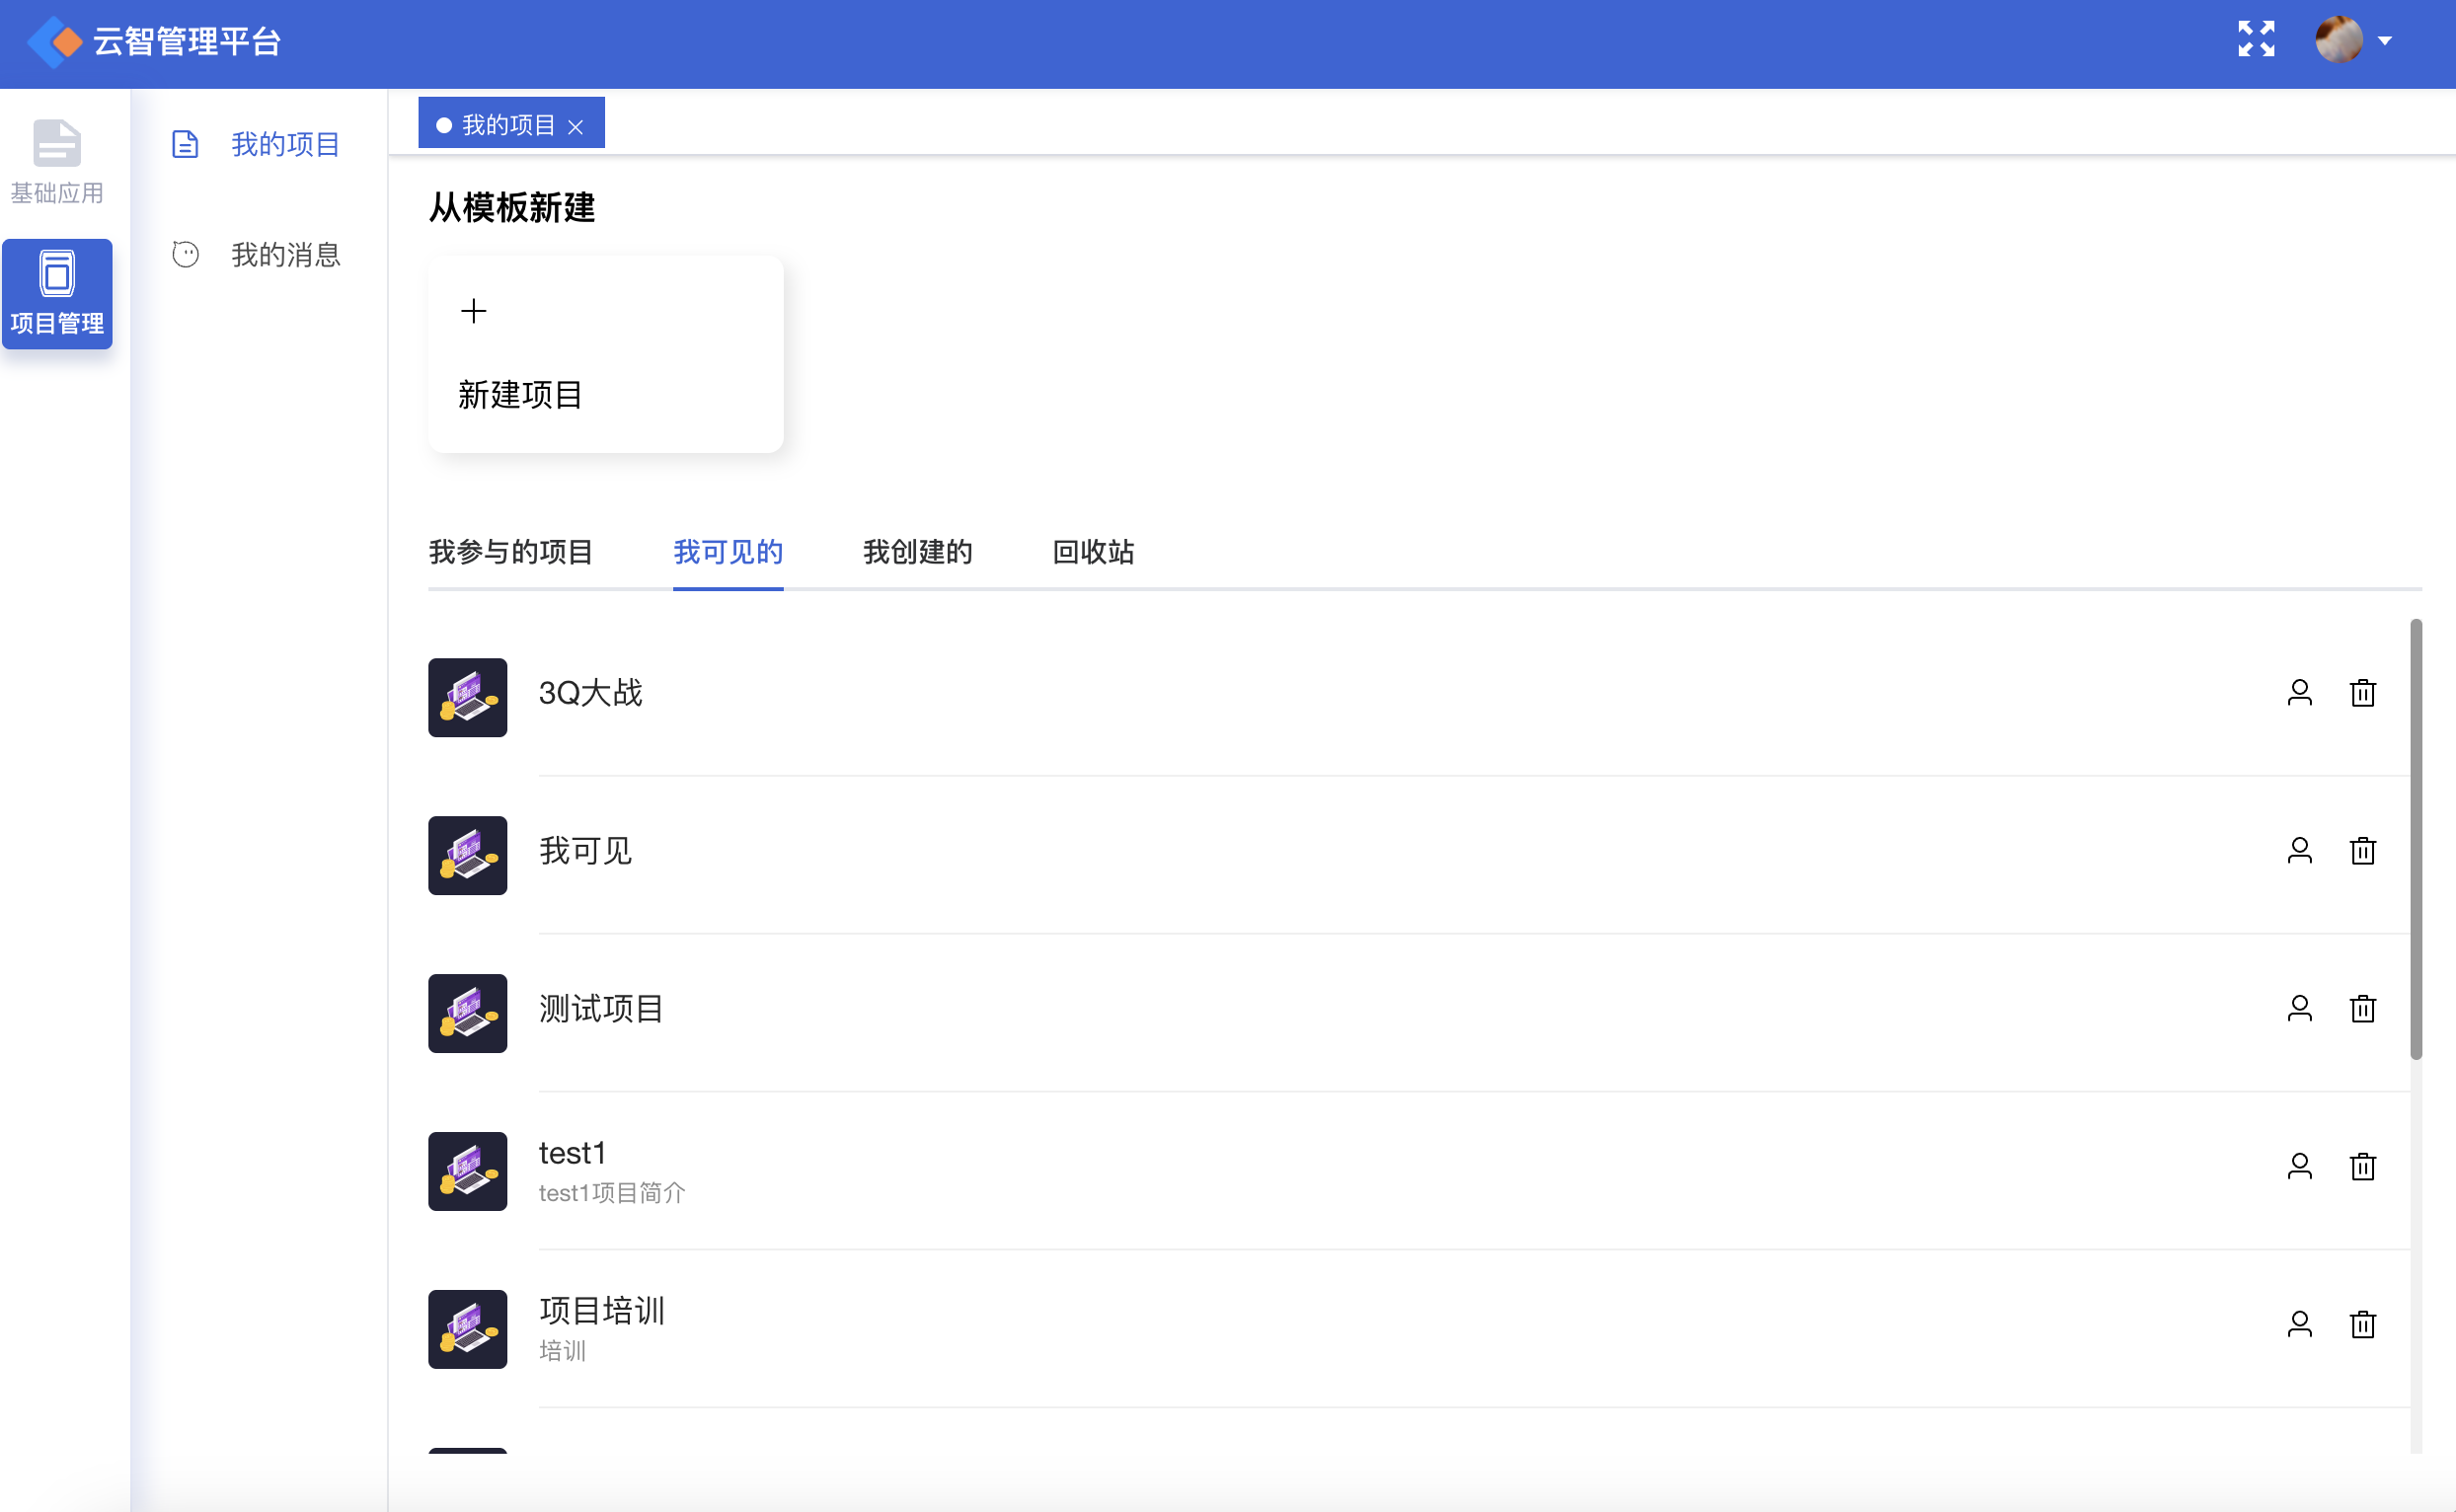 云智管理平台
基础应用
项目管理
我的项目
我的消息
我的项目
从模板新建
新建项目
我参与的项目 我可见的 我创建的 回收站
3Q大战
我可见
测试项目
test1
test1项目简介
项目培训
培训